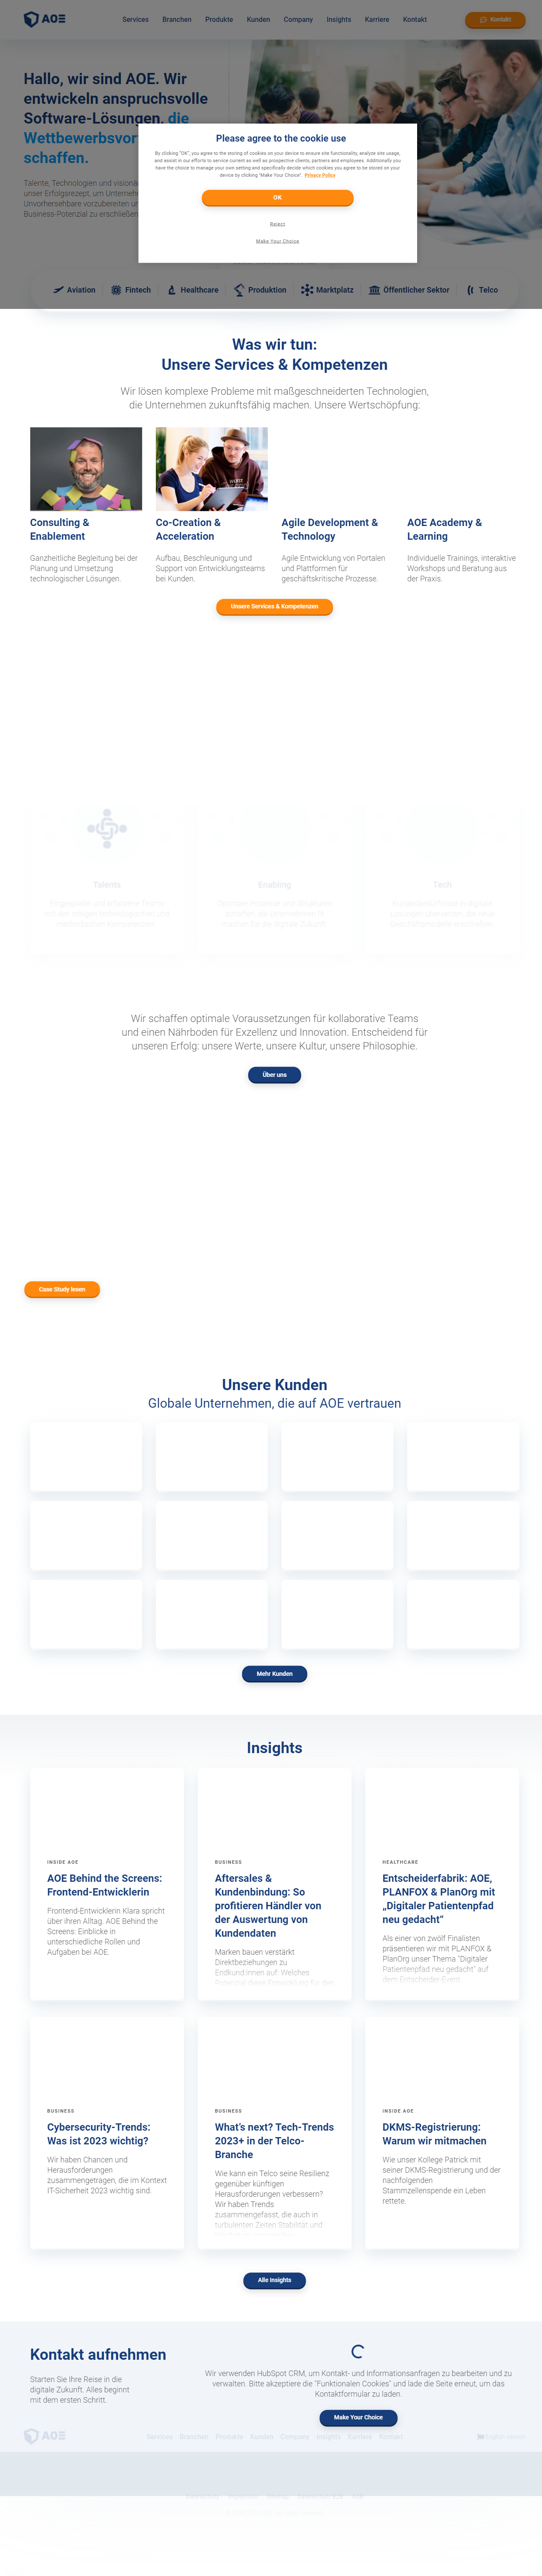 AOE
Services Branchen Produkte Kunden Company Insights Karriere Kontakt
Kontakt
Hallo, wir sind AOE. Wir
entwickeln anspruchsvolle
Software-Lösungen, die
Wettbewerbsvor
schaffen.
Talente, Technologien und visionä
unser Erfolgsrezept, um Unterneh
Unvorhersehbare vorzubereiten u
Business-Potenzial zu erschließen
Please agree to the cookie use
By clicking "OK", you agree to the storing of cookies on your device to ensure site functionality, analyze site usage,
and assist in our efforts to service current as well as prospective clients, partners and employees. Additionally you
have the choice to manage your own setting and specifically decide which cookies you agree to be stored on your
device by clicking "Make Your Choice". Privacy Policy
OK
Reject
Make Your Choice
Aviation Fintech Healthcare Produktion Marktplatz Öffentlicher Sektor Telco
Was wir tun:
Unsere Services & Kompetenzen
Wir lösen komplexe Probleme mit maßgeschneiderten Technologien,
die Unternehmen zukunftsfähig machen. Unsere Wertschöpfung:
Consulting &
Enablement
Ganzheitliche Begleitung bei der
Planung und Umsetzung
technologischer Lösungen.
Co-Creation &
Acceleration
Aufbau, Beschleunigung und
Support von Entwicklungsteams
bei Kunden.
Agile Development &
Technology
Agile Entwicklung von Portalen
und Plattformen für
geschäftskritische Prozesse.
AOE Academy &
Learning
Individuelle Trainings, interaktive
Workshops und Beratung aus
der Praxis.
Unsere Services & Kompetenzen
Talents
Enabling
Tech
Wir schaffen optimale Voraussetzungen für kollaborative Teams
und einen Nährboden für Exzellenz und Innovation. Entscheidend für
unseren Erfolg: unsere Werte, unsere Kultur, unsere Philosophie.
Über uns
Case Study lesen
Unsere Kunden
Globale Unternehmen, die auf AOE vertrauen
Mehr Kunden
Insights
INSIDE AOE
AOE Behind the Screens:
Frontend-Entwicklerin
Frontend-Entwicklerin Klara spricht
über ihren Alltag. AOE Behind the
Screens: Einblicke in
unterschiedliche Rollen und
Aufgaben bei AOE.
BUSINESS
Aftersales &
Kundenbindung: So
profitieren Händler von
der Auswertung von
Kundendaten
Marken bauen verstärkt
Direktbeziehungen zu
Endkund:innen auf. Welches
HEALTHCARE
Entscheiderfabrik: AOE,
PLANFOX & PlanOrg mit
„Digitaler Patientenpfad
neu gedacht“
Als einer von zwölf Finalisten
präsentieren wir mit PLANFOX &
PlanOrg unser Thema "Digitaler
Patientenpfad neu gedacht" auf
dem Entscheider-Event.
BUSINESS
Cybersecurity-Trends:
Was ist 2023 wichtig?
Wir haben Chancen und
Herausforderungen
zusammengetragen, die im Kontext
IT-Sicherheit 2023 wichtig sind.
BUSINESS
What’s next? Tech-Trends
2023+ in der Telco-
Branche
Wie kann ein Telco seine Resilienz
gegenüber künftigen
Herausforderungen verbessern?
Wir haben Trends
zusammengefasst, die auch in
turbulenten Zeiten Stabilität und
INSIDE AOE
DKMS-Registrierung:
Warum wir mitmachen
Wie unser Kollege Patrick mit
seiner DKMS-Registrierung und der
nachfolgenden
Stammzellenspende ein Leben
rettete.
Alle Insights
Kontakt aufnehmen
Starten Sie Ihre Reise in die
digitale Zukunft. Alles beginnt
mit dem ersten Schritt.
Wir verwenden HubSpot CRM, um Kontakt- und Informationsanfragen zu bearbeiten und zu
verwalten. Bitte akzeptiere die "Funktionalen Cookies" und lade die Seite erneut, um das
Kontaktformular zu laden.
Make Your Choice
AOE
Services Branchen Produkte Kunden Company Insights Karriere Kontakt